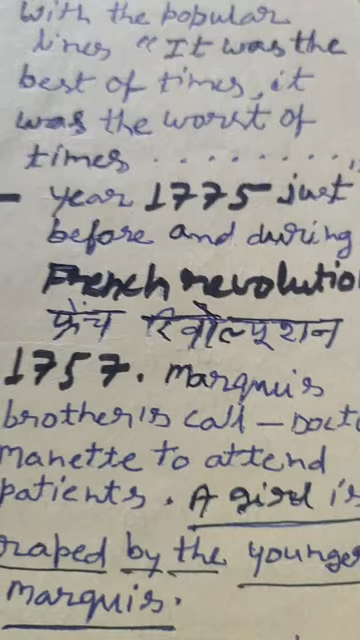 with the popular
lines "It was the
best of times, it
was the worst of
times ..........."
- year 1775 just
before and during
French revolutio
फ्रेंच रिवोल्यूशन
1757. Marquis
brother's call - Doct
manette to attend
patients. A girl is
raped by the younger
marquis.